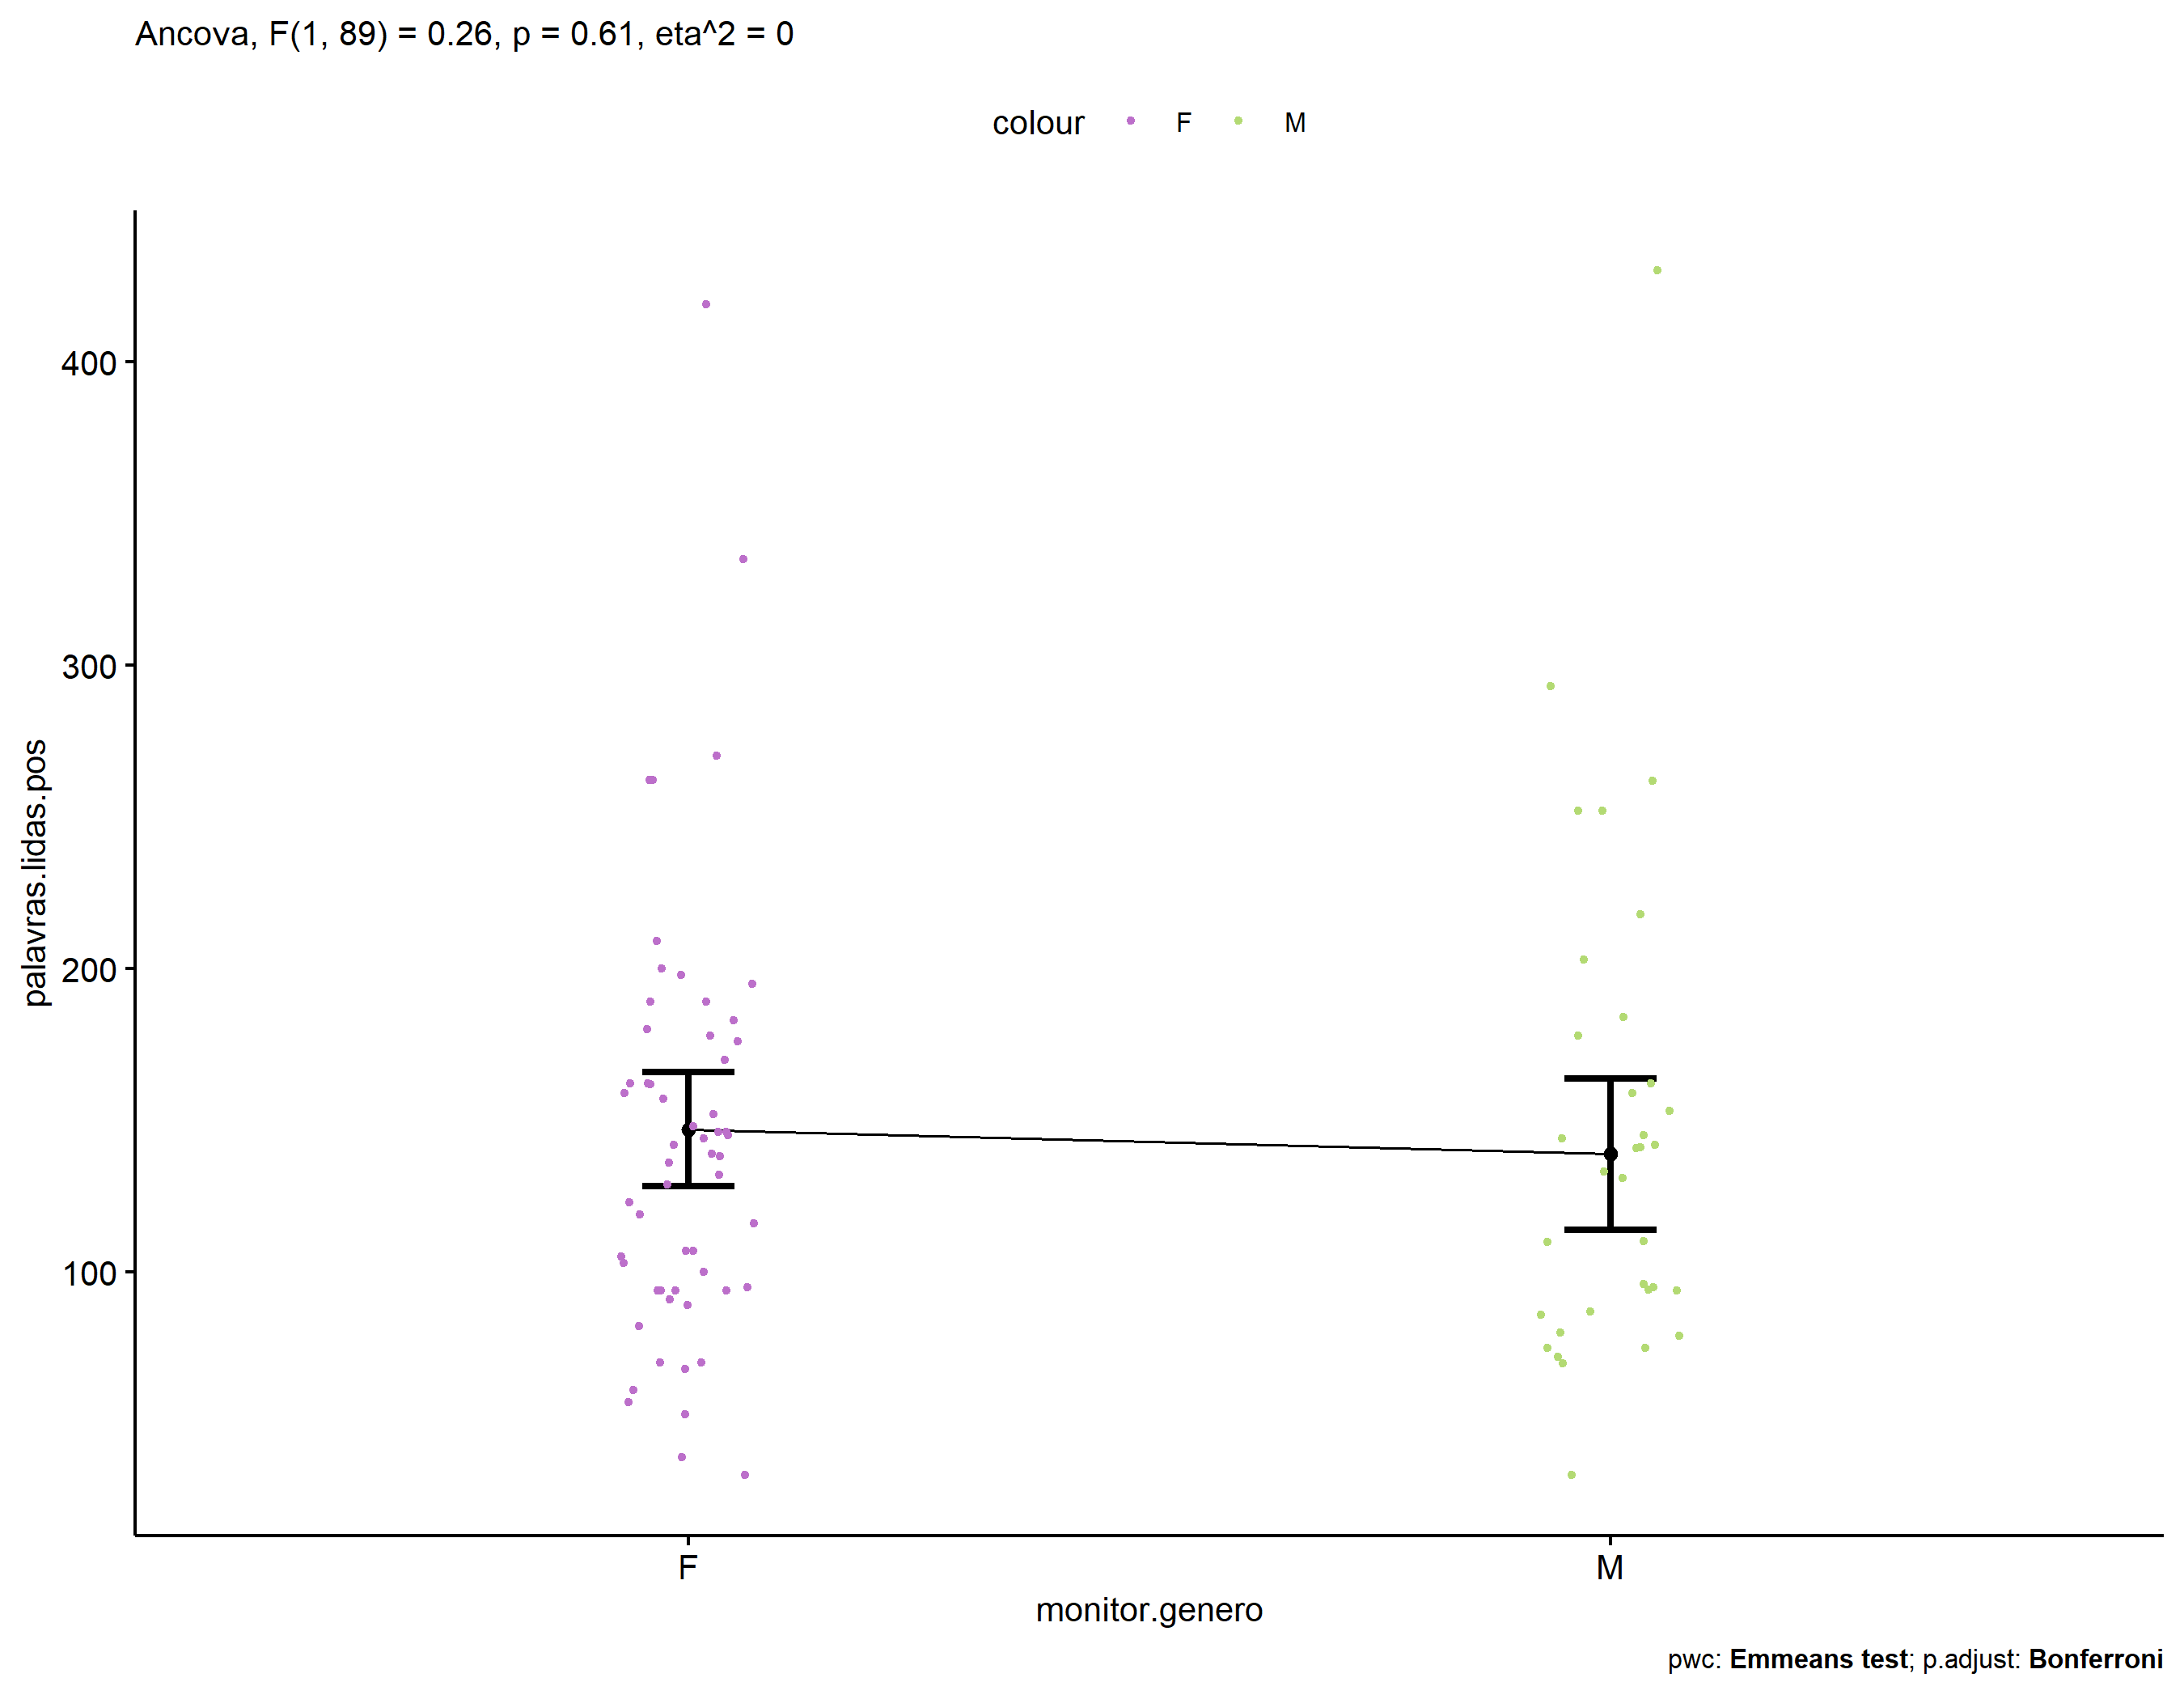 Ancova, F(1, 89) = 0.26, p = 0.61, eta^2 = 0
colour F M
palavras.lidas.pos
400
300
200
100
F M
monitor.genero
pwc: Emmeans test; p.adjust: Bonferroni